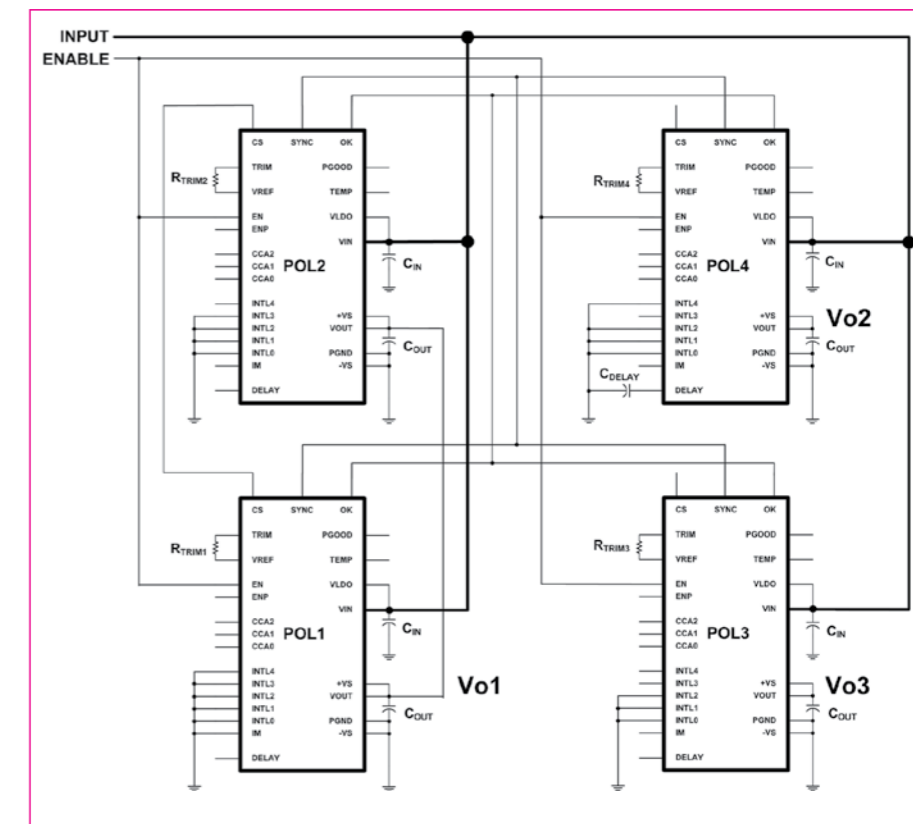 INPUT
ENABLE
CS SYNC OK
TRIM PGOOD
RTRIM2
VREF TEMP
EN VLDO
ENP
VIN
CCA2
CCA1 POL2 CIN
CCA0
INTL4
INTL3 +VS
INTL2 VOUT
INTL1 COUT
INTL0 PGND
IM -VS
DELAY
CS SYNC OK
TRIM PGOOD
RTRIM4
VREF TEMP
EN VLDO
ENP
VIN
CCA2
CCA1 POL4 CIN
CCA0
INTL4
INTL3 +VS Vo2
INTL2 VOUT
INTL1 COUT
INTL0 PGND
IM -VS
CDELAY
DELAY
CS SYNC OK
TRIM PGOOD
RTRIM1
VREF TEMP
EN VLDO
ENP
VIN
CCA2
CCA1 POL1 CIN
CCA0
INTL4
INTL3 +VS Vo1
INTL2 VOUT
INTL1 COUT
INTL0 PGND
IM -VS
DELAY
CS SYNC OK
TRIM PGOOD
RTRIM3
VREF TEMP
EN VLDO
ENP
VIN
CCA2
CCA1 POL3 CIN
CCA0
INTL4
INTL3 +VS Vo3
INTL2 VOUT
INTL1 COUT
INTL0 PGND
IM -VS
DELAY